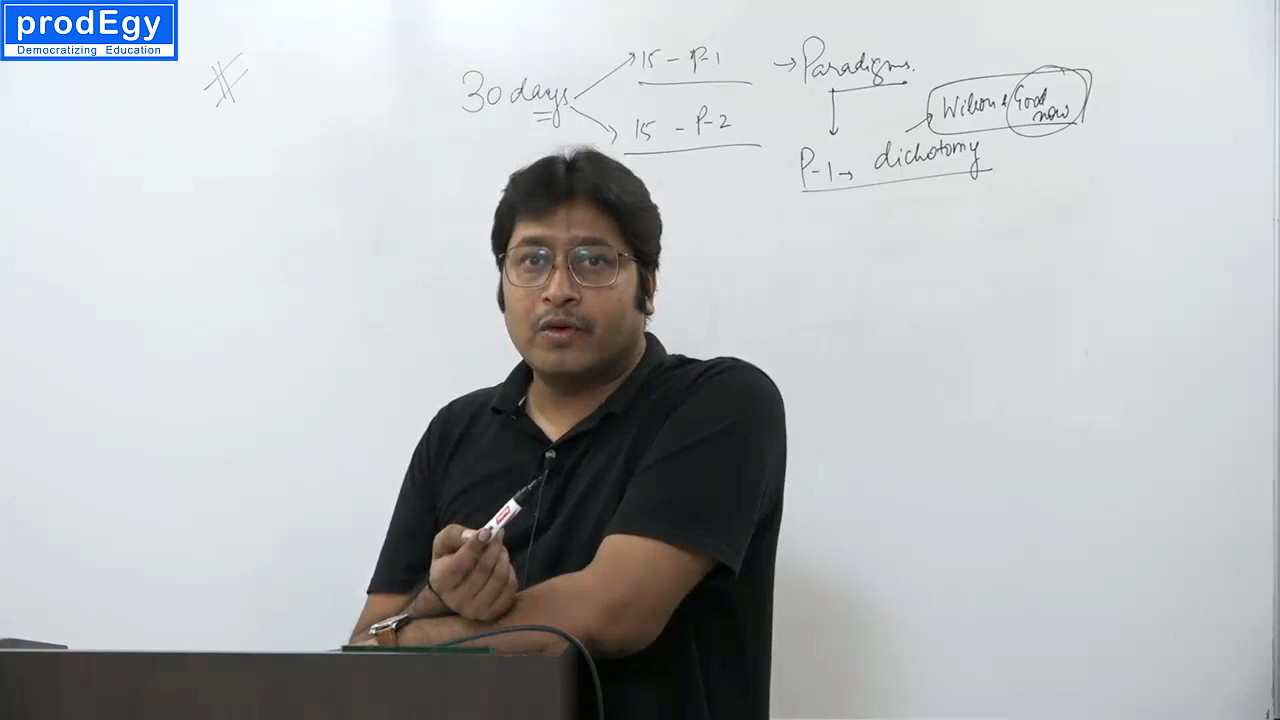 prodEgy
Democratizing Education
#
30 days
15 - P-1
15 - P-2
→ Paradigms.
P-1 → dichotomy
Wilson & Good
now